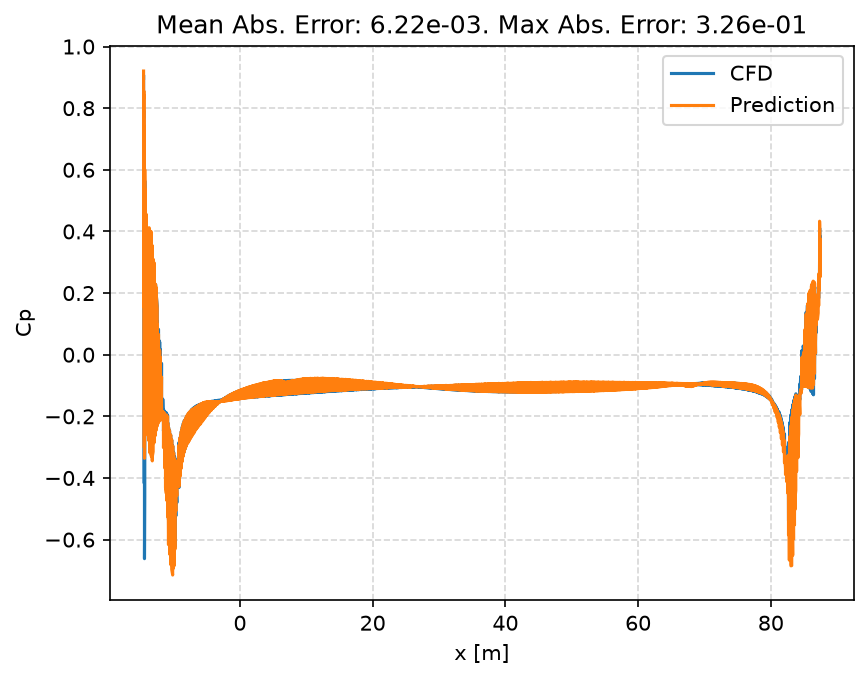 Mean Abs. Error: 6.22e-03. Max Abs. Error: 3.26e-01
CFD
Prediction
1.0
0.8
0.6
0.4
0.2
0.0
−0.2
−0.4
−0.6
Cp
0 20 40 60 80
x [m]